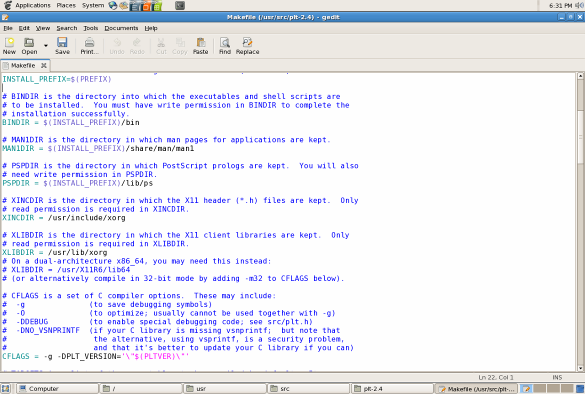 Applications Places System 6:31 PM
Makefile (/usr/src/plt-2.4) - gedit
File Edit View Search Tools Documents Help
New Open Save Print... Undo Redo Cut Copy Paste Find Replace
Makefile
INSTALL_PREFIX=$(PREFIX)
# BINDIR is the directory into which the executables and shell scripts are
# to be installed.  You must have write permission in BINDIR to complete the
# installation successfully.
BINDIR = $(INSTALL_PREFIX)/bin
# MAN1DIR is the directory in which man pages for applications are kept.
MAN1DIR = $(INSTALL_PREFIX)/share/man/man1
# PSPDIR is the directory in which PostScript prologs are kept.  You will also
# need write permission in PSPDIR.
PSPDIR = $(INSTALL_PREFIX)/lib/ps
# XINCDIR is the directory in which the X11 header (*.h) files are kept.  Only
# read permission is required in XINCDIR.
XINCDIR = /usr/include/xorg
# XLIBDIR is the directory in which the X11 client libraries are kept.  Only
# read permission is required in XLIBDIR.
XLIBDIR = /usr/lib/xorg
# On a dual-architecture x86_64, you may need this instead:
# XLIBDIR = /usr/X11R6/lib64
# (or alternatively compile in 32-bit mode by adding -m32 to CFLAGS below).
# CFLAGS is a set of C compiler options.  These may include:
#  -g              (to save debugging symbols)
#  -O              (to optimize; usually cannot be used together with -g)
#  -DDEBUG         (to enable special debugging code; see src/plt.h)
#  -DNO_VSNPRINTF  (if your C library is missing vsnprintf;  but note that
#                   the alternative, using vsprintf, is a security problem,
#                   and that it's better to update your C library if you can)
CFLAGS = -g -DPLT_VERSION='\"$(PLTVER)\"'
Ln 22, Col 1 INS
Computer / usr src plt-2.4 Makefile (/usr/src/plt-...